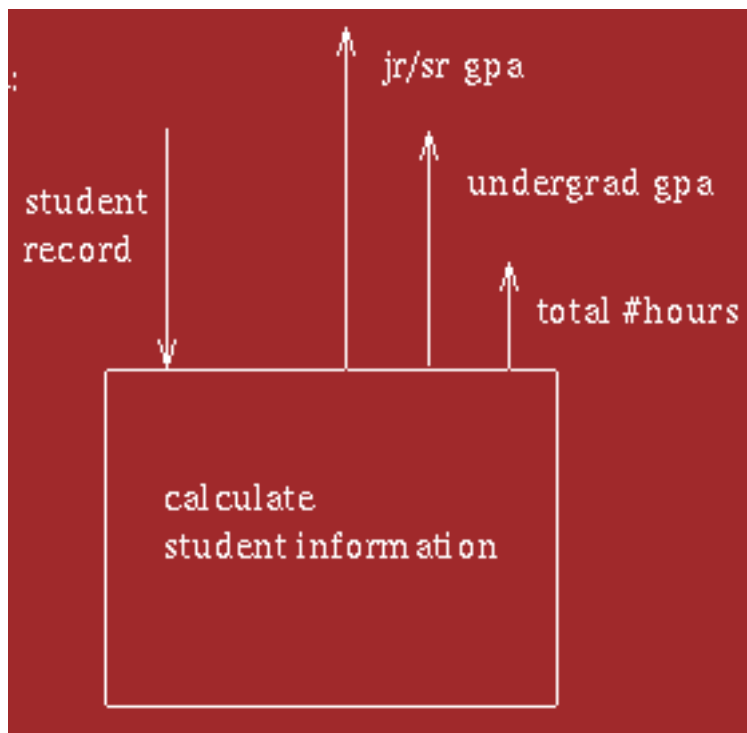 jr/sr gpa
undergrad gpa
student
record
total #hours
calculate
student information